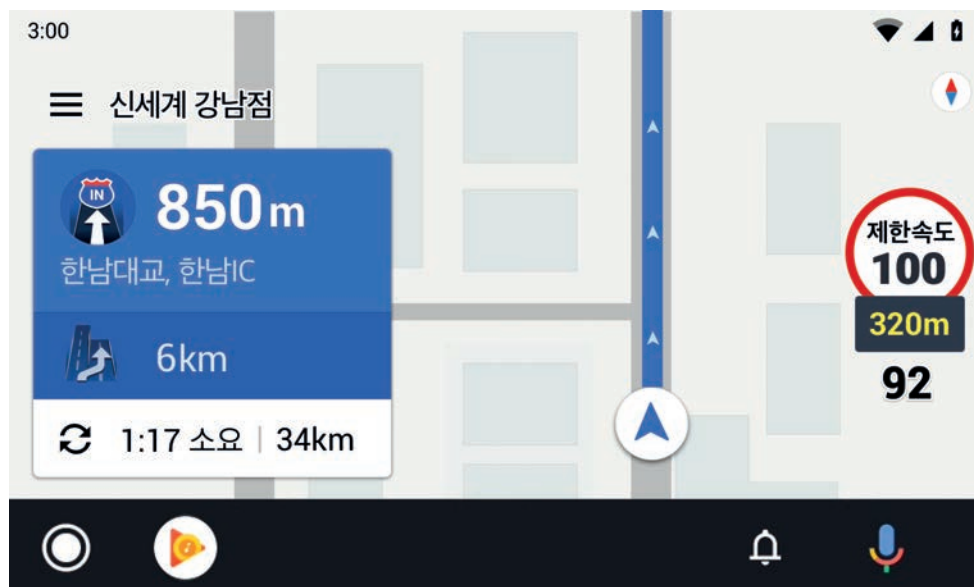 3:00
신세계 강남점
IN
850m
한남대교, 한남IC
6km
1:17 소요 | 34km
제한속도
100
320m
92